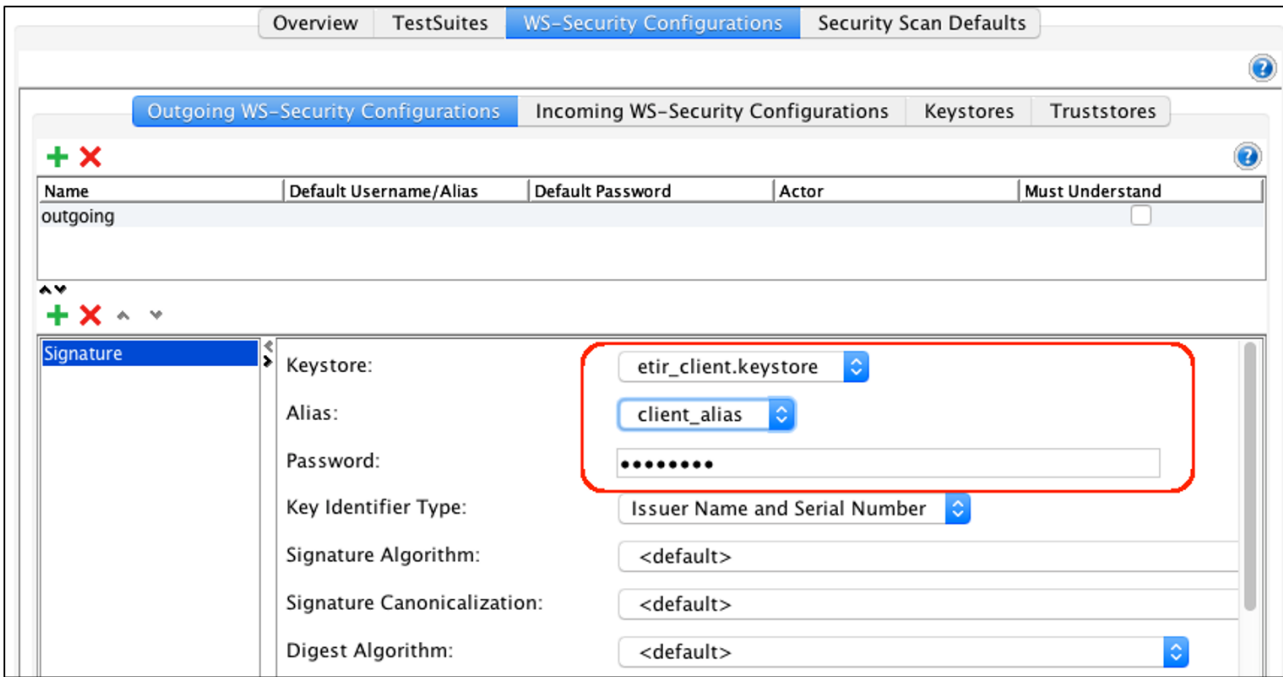 Overview TestSuites WS-Security Configurations Security Scan Defaults
Outgoing WS-Security Configurations Incoming WS-Security Configurations Keystores Truststores
Name Default Username/Alias Default Password Actor Must Understand
outgoing
Signature
Keystore: etir_client.keystore
Alias: client_alias
Password: ••••••••
Key Identifier Type: Issuer Name and Serial Number
Signature Algorithm: <default>
Signature Canonicalization: <default>
Digest Algorithm: <default>